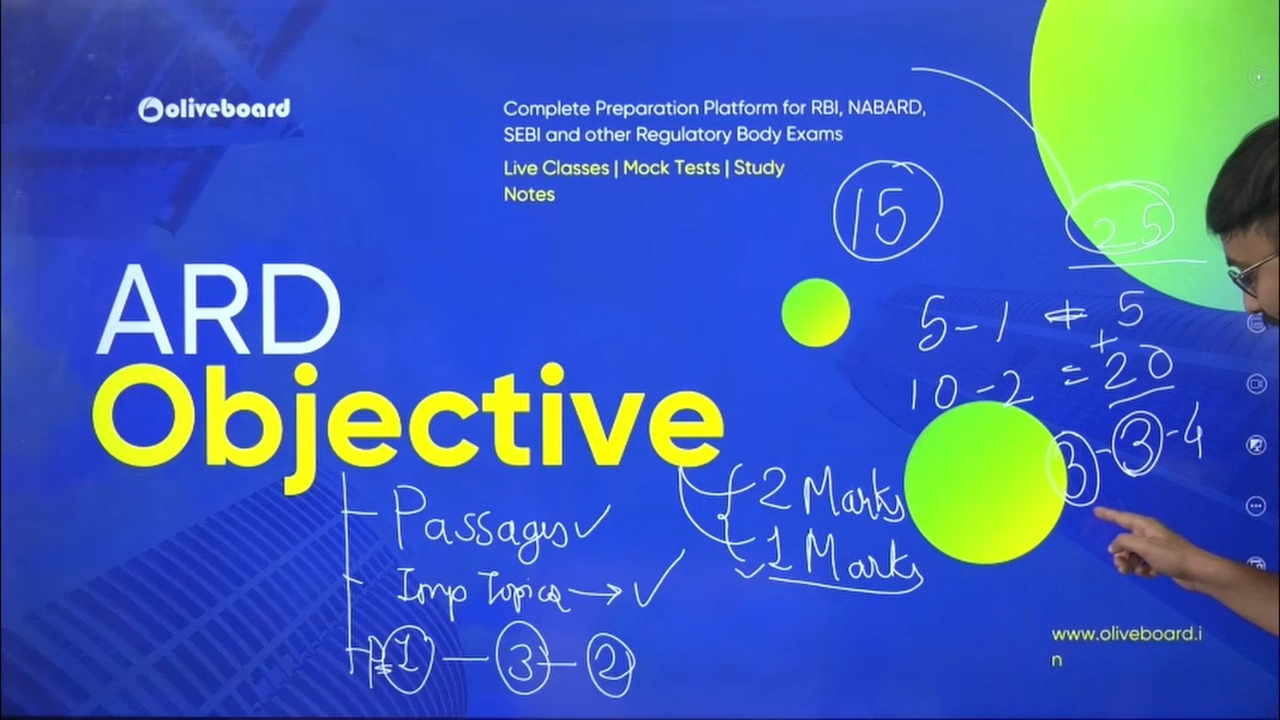 oliveboard
Complete Preparation Platform for RBI, NABARD,
SEBI and other Regulatory Body Exams
Live Classes | Mock Tests | Study
Notes
15
25
5-1 = 5
+
10-2 = 20
3-3-4
ARD
Objective
Passages✓
2 Marks
1 Marks
Imp Topics → ✓
1 — 3 — 2
www.oliveboard.i
n